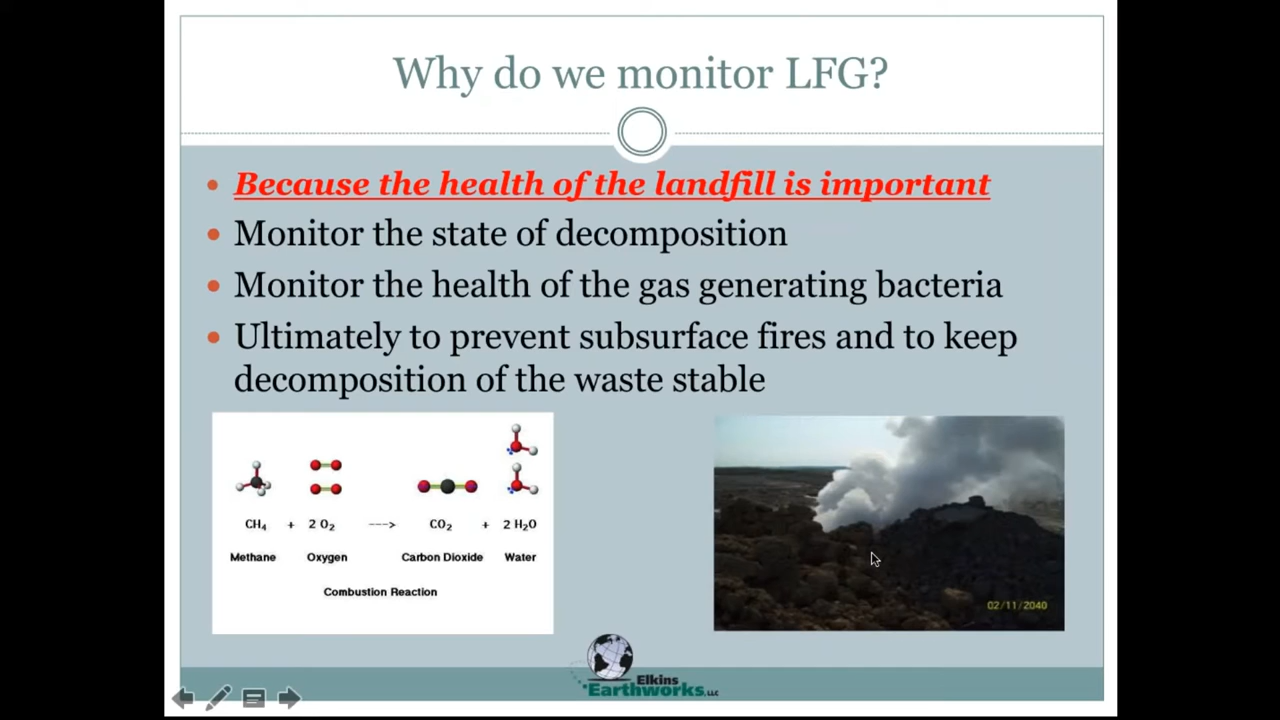 Why do we monitor LFG?
Because the health of the landfill is important
Monitor the state of decomposition
Monitor the health of the gas generating bacteria
Ultimately to prevent subsurface fires and to keep
decomposition of the waste stable
CH₄ + 2 O₂ ---> CO₂ + 2 H₂O
Methane Oxygen Carbon Dioxide Water
Combustion Reaction
02/11/2040
Elkins
Earthworks, LLC